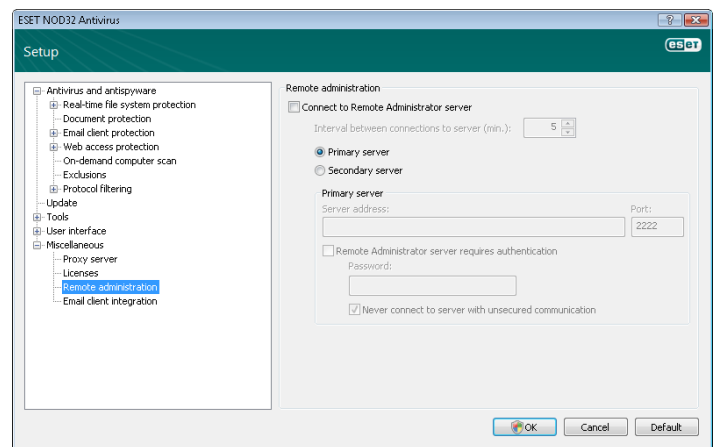 ESET NOD32 Antivirus
Setup
eset
Antivirus and antispyware
Real-time file system protection
Document protection
Email client protection
Web access protection
On-demand computer scan
Exclusions
Protocol filtering
Update
Tools
User interface
Miscellaneous
Proxy server
Licenses
Remote administration
Email client integration
Remote administration
Connect to Remote Administrator server
Interval between connections to server (min.): 5
Primary server
Secondary server
Primary server
Server address: Port:
2222
Remote Administrator server requires authentication
Password:
Never connect to server with unsecured communication
OK Cancel Default